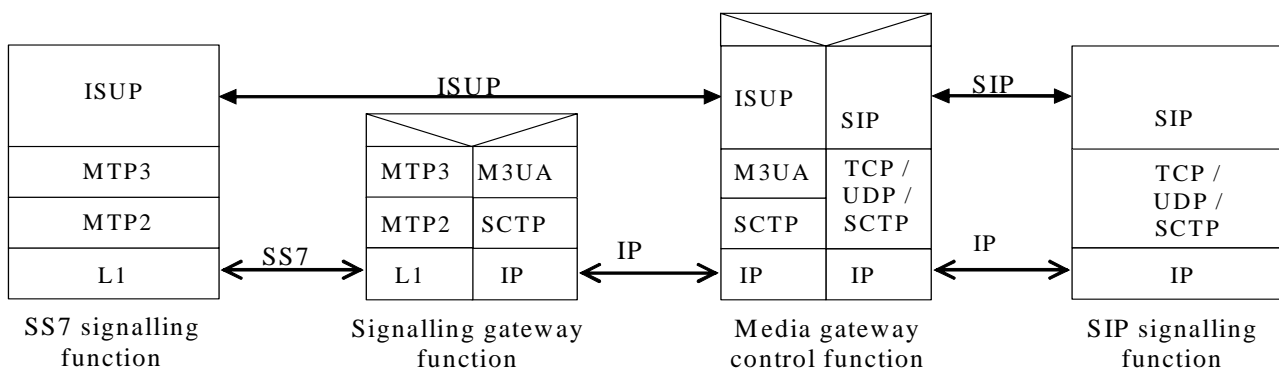 ISUP
MTP3
MTP2
L1
SS7 signalling
function
ISUP
SS7
MTP3
M3UA
MTP2
SCTP
L1
IP
Signalling gateway
function
IP
ISUP
SIP
M3UA
SCTP
TCP /
UDP /
SCTP
IP
IP
Media gateway
control function
SIP
IP
SIP
TCP /
UDP /
SCTP
IP
SIP signalling
function